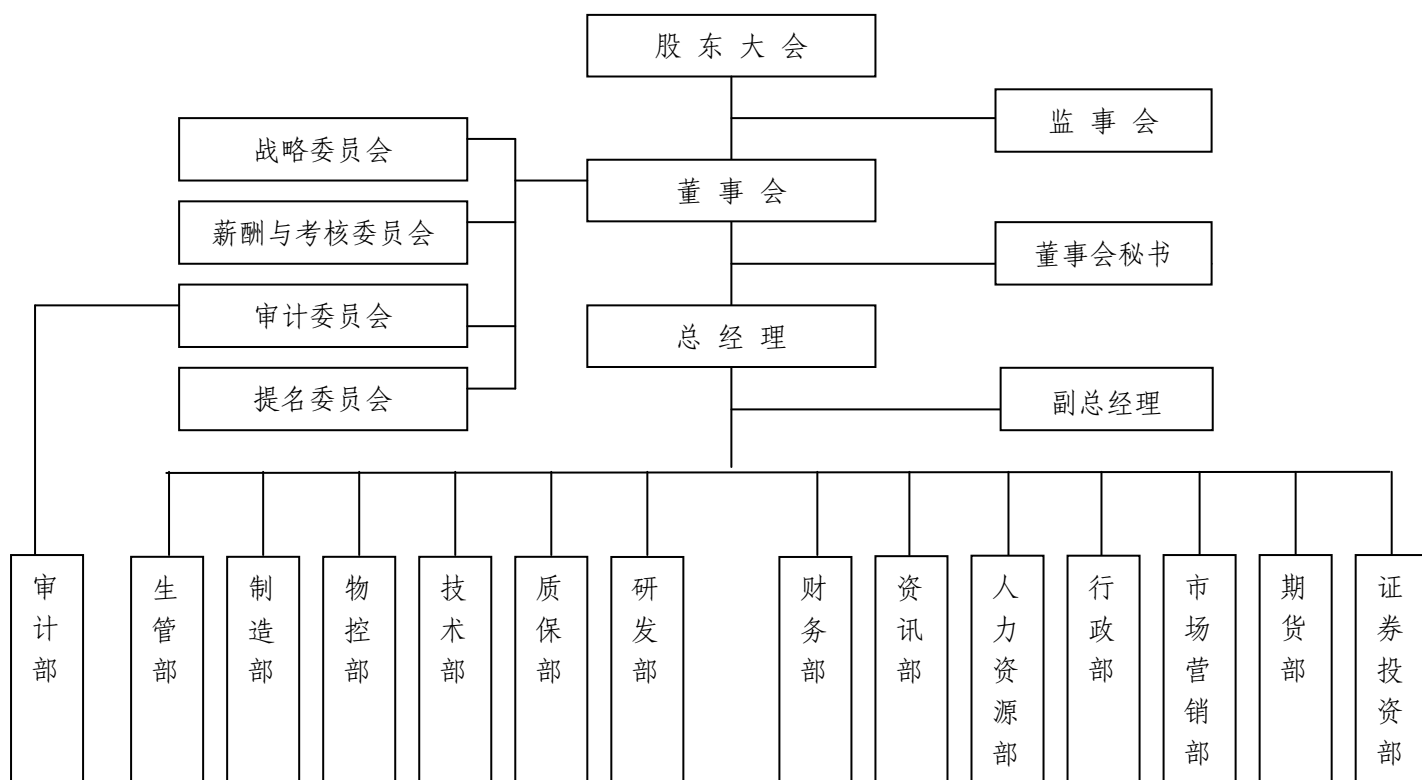 股东大会
监事会
战略委员会
董事会
薪酬与考核委员会
董事会秘书
审计委员会
总经理
提名委员会
副总经理
审计部
生管部
制造部
物控部
技术部
质保部
研发部
财务部
资讯部
人力资源部
行政部
市场营销部
期货部
证券投资部